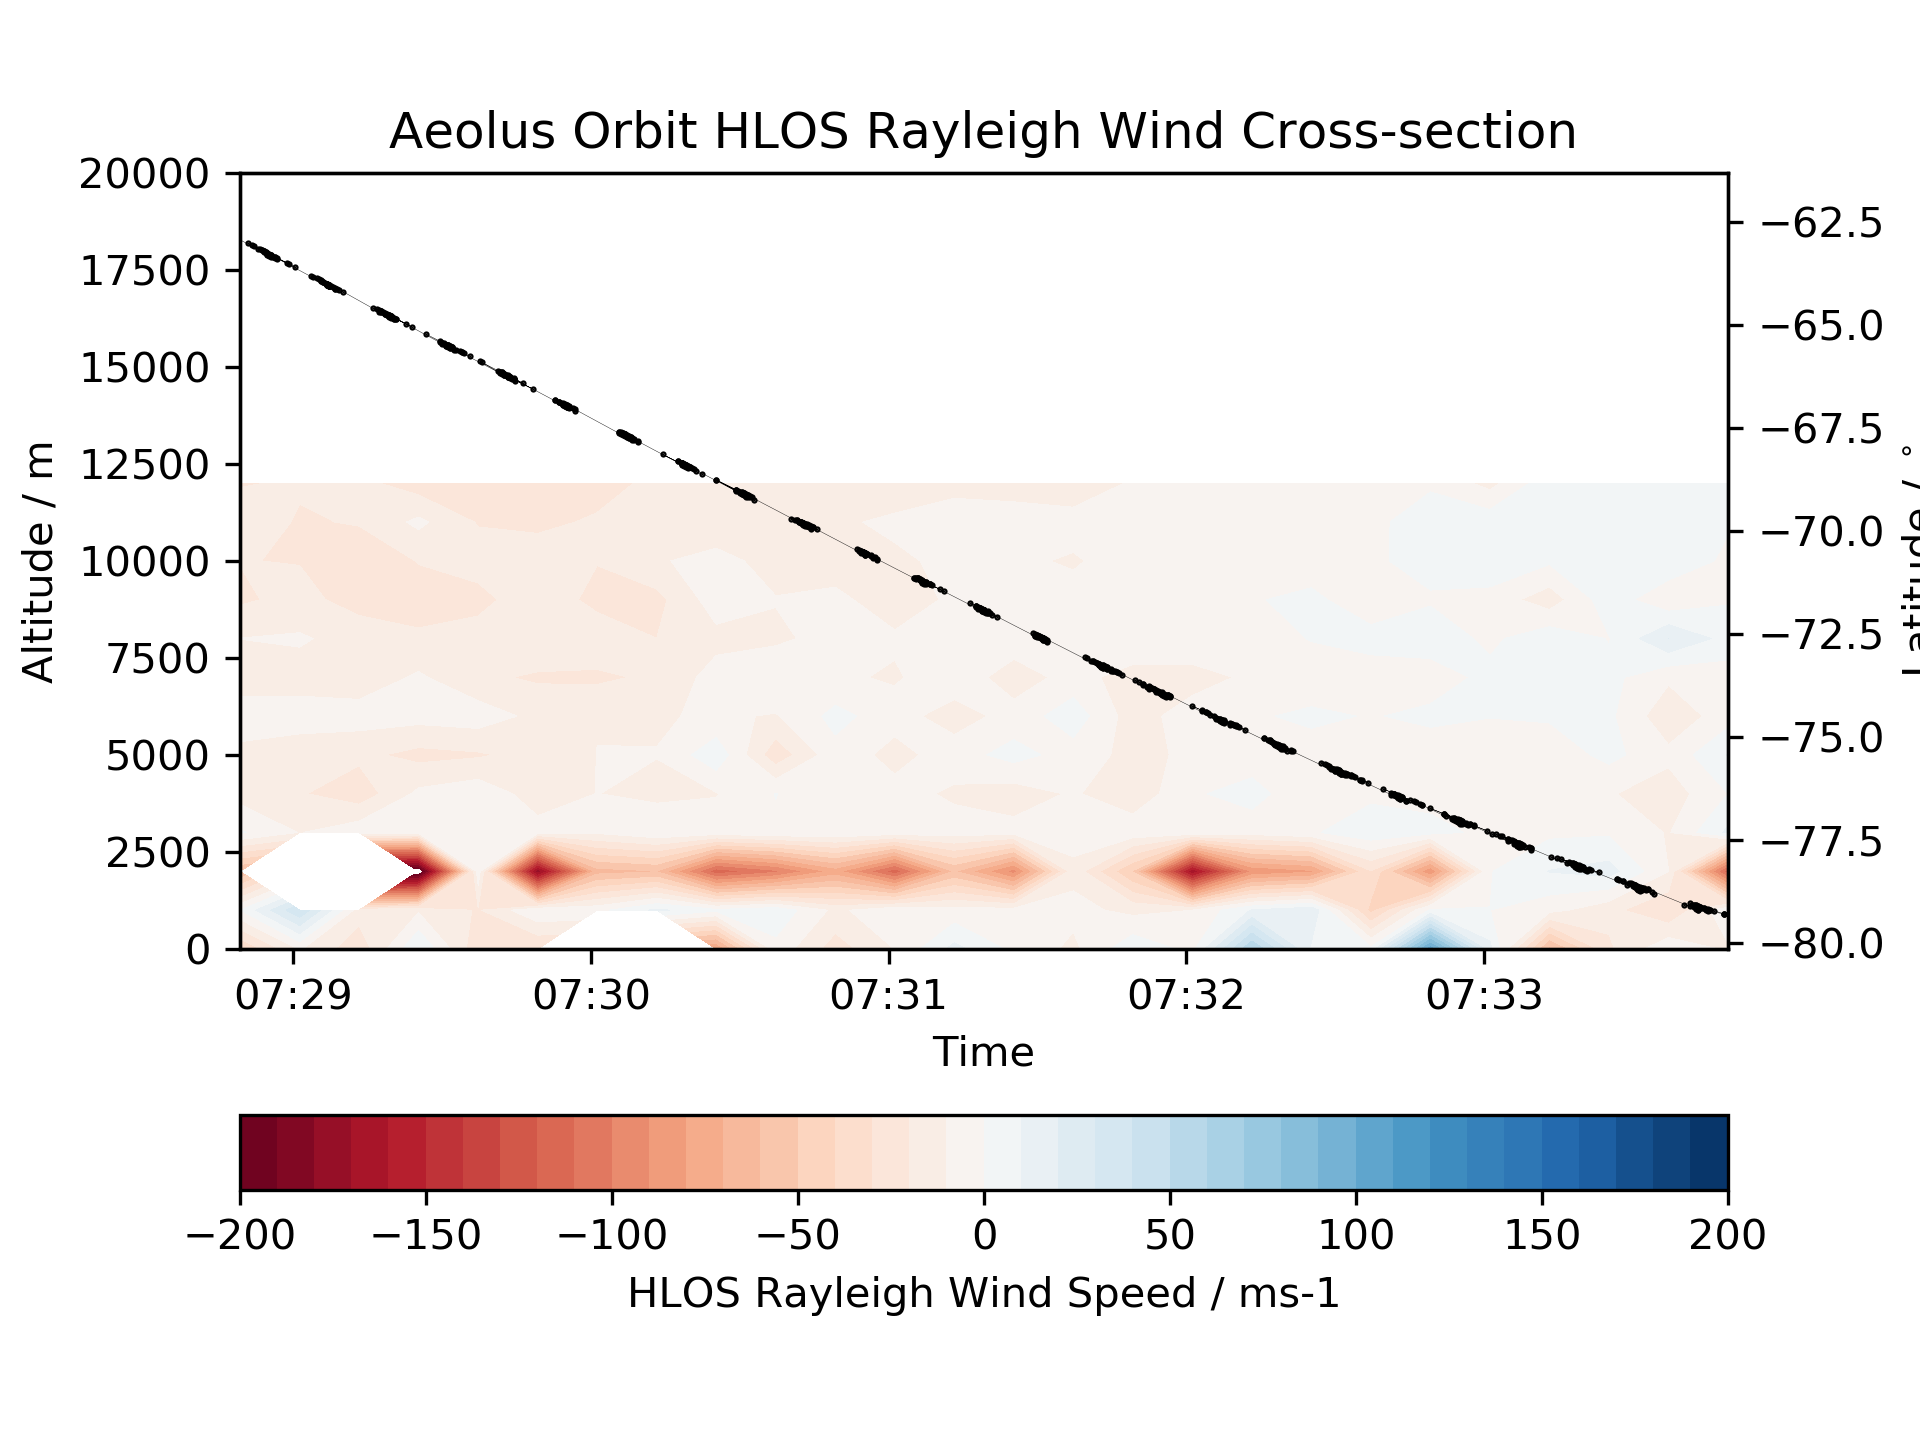 Aeolus Orbit HLOS Rayleigh Wind Cross-section
20000
17500
15000
12500
10000
7500
5000
2500
0
Altitude / m
−62.5
−65.0
−67.5
−70.0
−72.5
−75.0
−77.5
−80.0
Latitude / °
07:29 07:30 07:31 07:32 07:33
Time
−200 −150 −100 −50 0 50 100 150 200
HLOS Rayleigh Wind Speed / ms-1